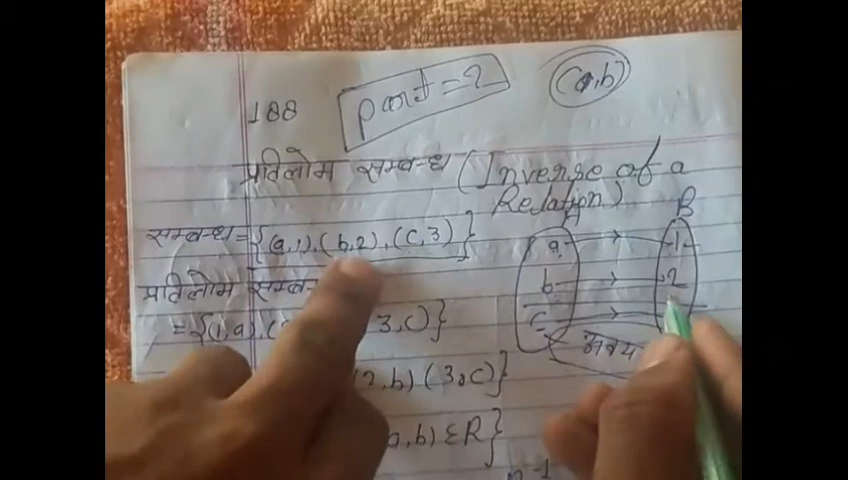 (a,b)
part=2
188
प्रतिलोम सम्बन्ध (Inverse of a
Relation)
A B
सम्बन्ध={(a,1),(b,2),(c,3)}
a 1
b 2
c
प्रतिलोम
={(1,a), 3,c)}
2,b) (3,c)}
a,b) ƐR}